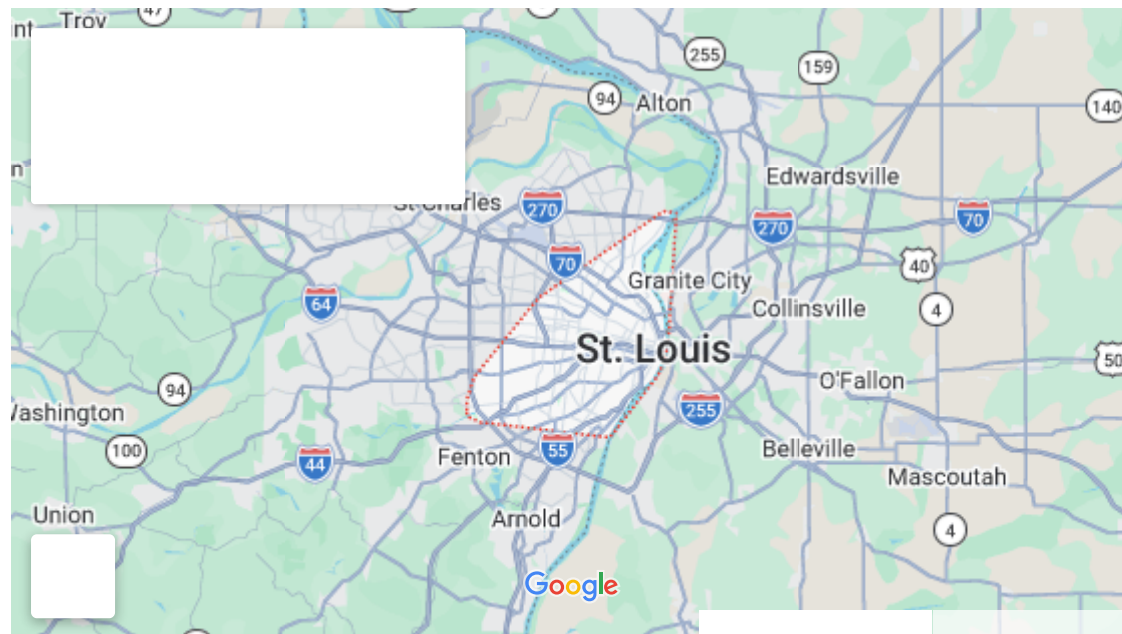 47
Troy
255
159
94
Alton
140
Edwardsville
St Charles
270
270
70
70
40
Granite City
64
Collinsville
4
St. Louis
50
94
O'Fallon
255
Washington
100
55
Belleville
44
Fenton
Mascoutah
Union
Arnold
4
Google